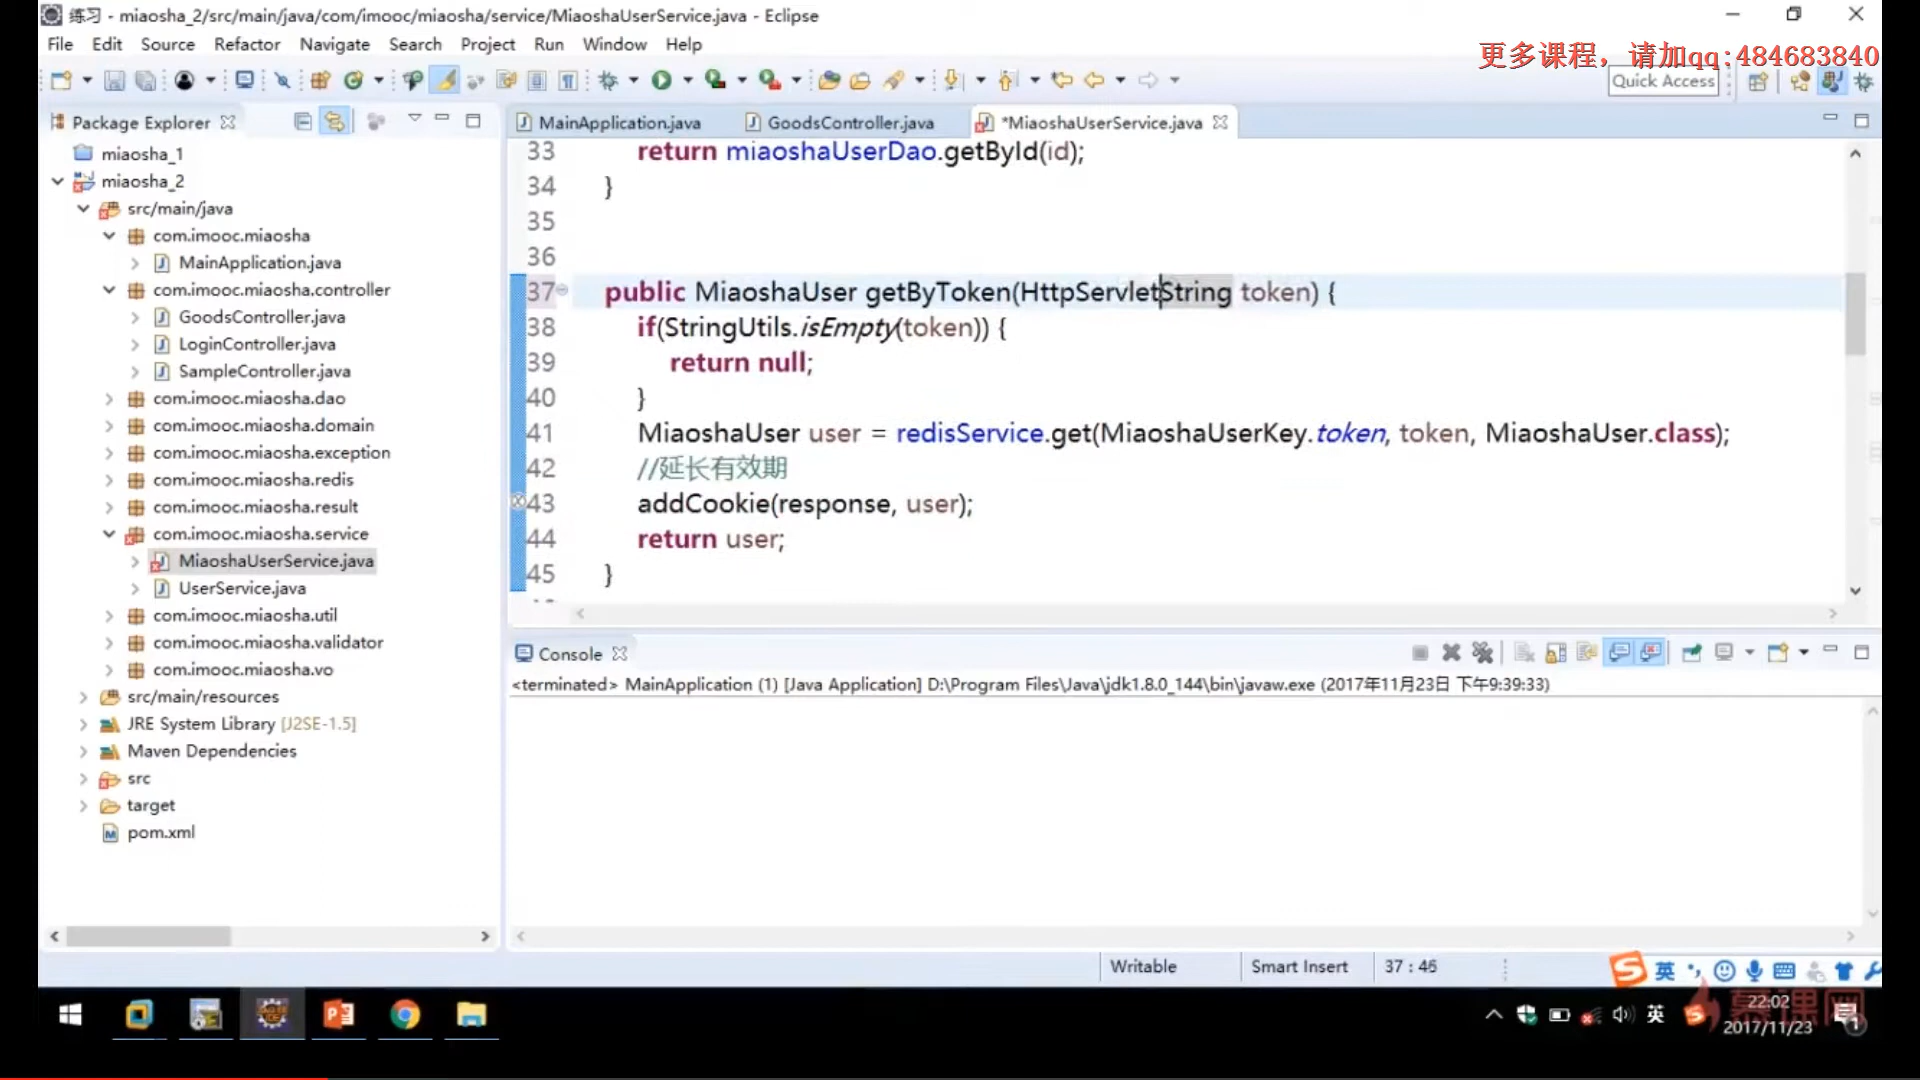 练习 - miaosha_2/src/main/java/com/imooc/miaosha/service/MiaoshaUserService.java - Eclipse
File Edit Source Refactor Navigate Search Project Run Window Help
更多课程，请加qq:484683840
Quick Access
Package Explorer
MainApplication.java GoodsController.java *MiaoshaUserService.java
miaosha_1
miaosha_2
src/main/java
com.imooc.miaosha
MainApplication.java
com.imooc.miaosha.controller
GoodsController.java
LoginController.java
SampleController.java
com.imooc.miaosha.dao
com.imooc.miaosha.domain
com.imooc.miaosha.exception
com.imooc.miaosha.redis
com.imooc.miaosha.result
com.imooc.miaosha.service
MiaoshaUserService.java
UserService.java
com.imooc.miaosha.util
com.imooc.miaosha.validator
com.imooc.miaosha.vo
src/main/resources
JRE System Library [J2SE-1.5]
Maven Dependencies
src
target
pom.xml
33 return miaoshaUserDao.getById(id);
34 }
35
36
37 public MiaoshaUser getByToken(HttpServletString token) {
38 if(StringUtils.isEmpty(token)) {
39 return null;
40 }
41 MiaoshaUser user = redisService.get(MiaoshaUserKey.token, token, MiaoshaUser.class);
42 //延长有效期
43 addCookie(response, user);
44 return user;
45 }
Console
<terminated> MainApplication (1) [Java Application] D:\Program Files\Java\jdk1.8.0_144\bin\javaw.exe (2017年11月23日 下午9:39:33)
Writable Smart Insert 37 : 46
英
英
22:02
2017/11/23
慕课网